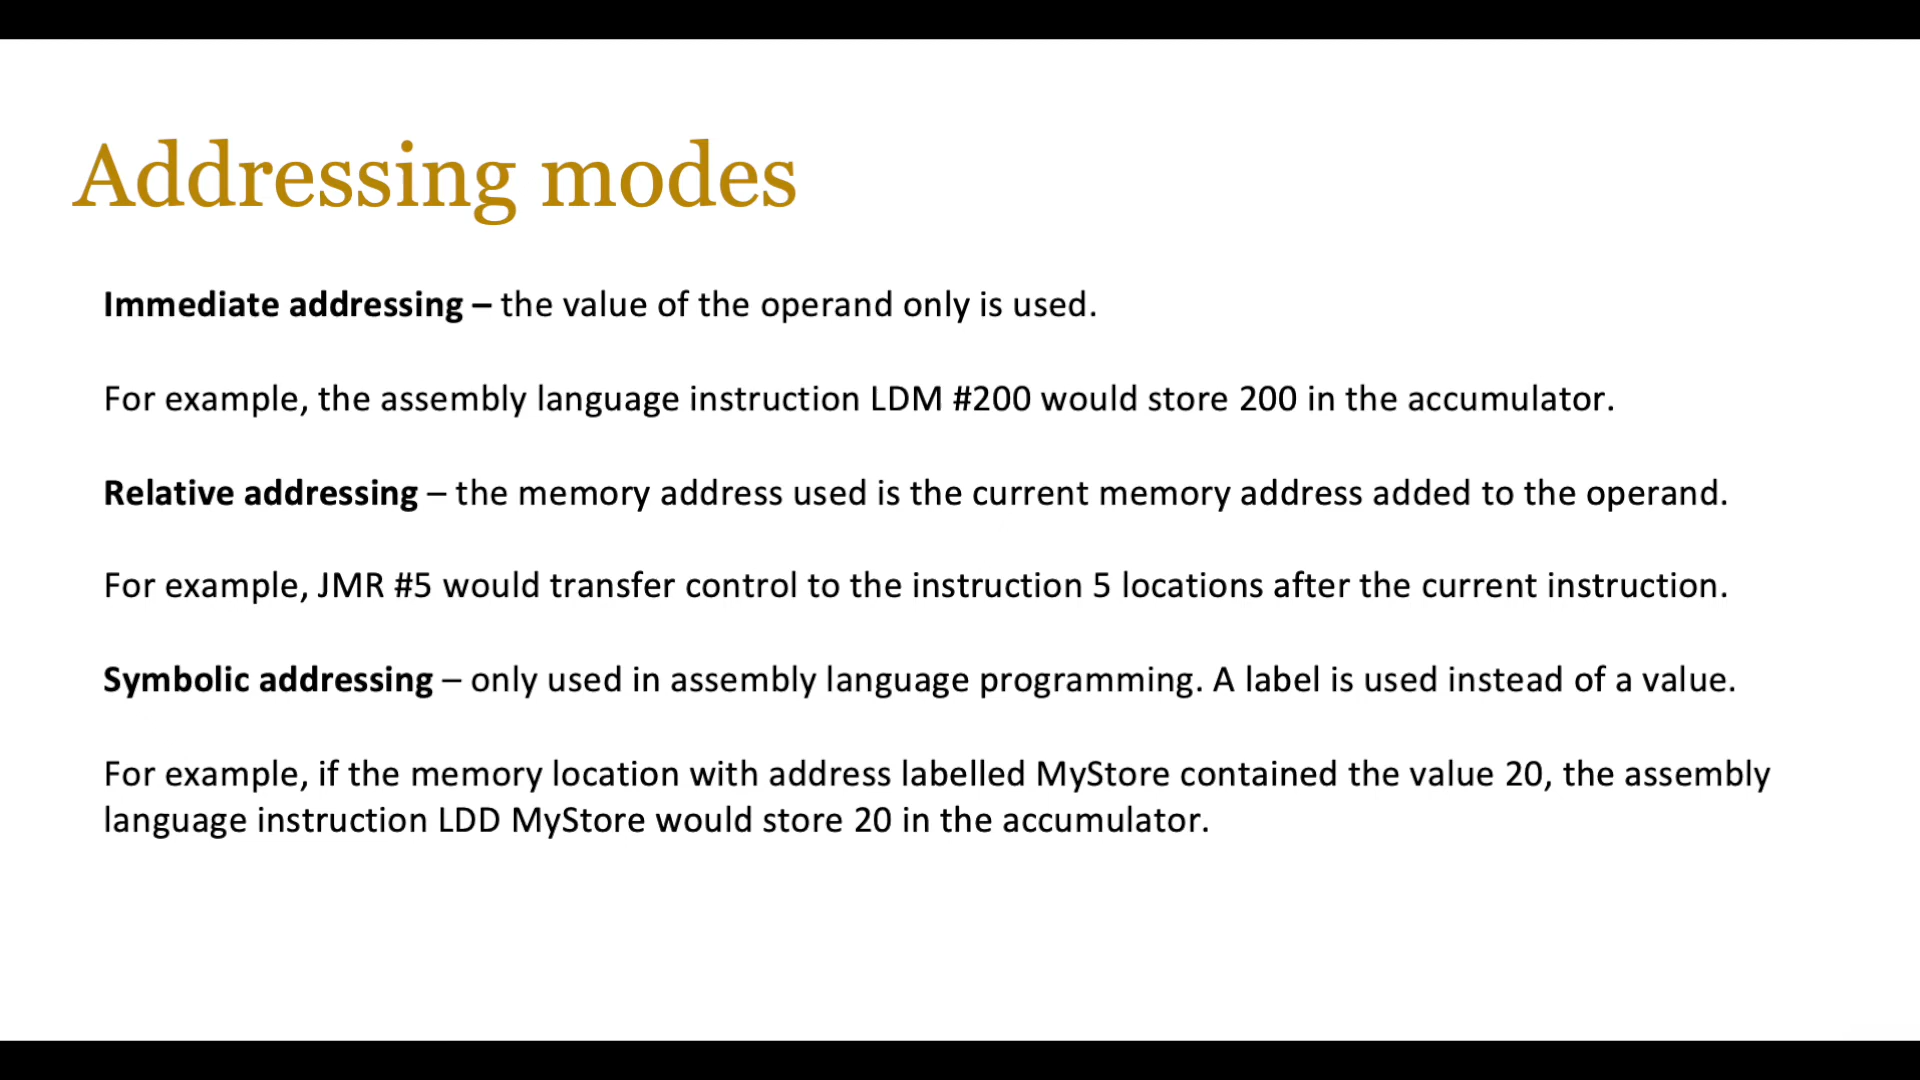 Addressing modes
Immediate addressing – the value of the operand only is used.
For example, the assembly language instruction LDM #200 would store 200 in the accumulator.
Relative addressing – the memory address used is the current memory address added to the operand.
For example, JMR #5 would transfer control to the instruction 5 locations after the current instruction.
Symbolic addressing – only used in assembly language programming. A label is used instead of a value.
For example, if the memory location with address labelled MyStore contained the value 20, the assembly
language instruction LDD MyStore would store 20 in the accumulator.